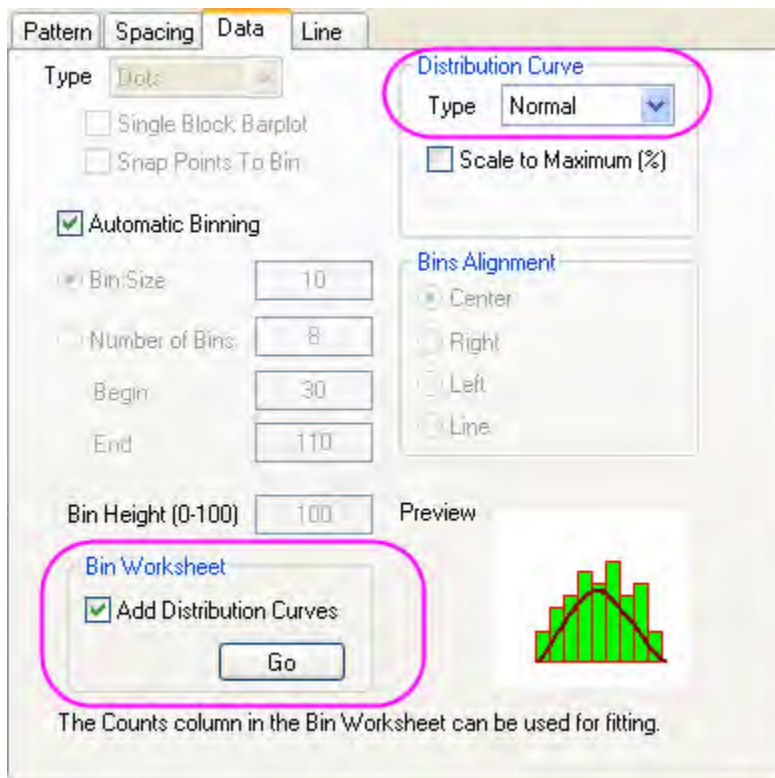 Pattern Spacing Data Line
Type Dots
Single Block Barplot
Snap Points To Bin
Automatic Binning
Bin Size 10
Number of Bins 8
Begin 30
End 110
Bin Height (0-100) 100
Bin Worksheet
Add Distribution Curves
Go
Distribution Curve
Type Normal
Scale to Maximum (%)
Bins Alignment
Center
Right
Left
Line
Preview
The Counts column in the Bin Worksheet can be used for fitting.